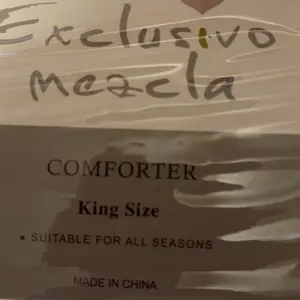 Exclusivo
mezcla
COMFORTER
King Size
• SUITABLE FOR ALL SEASONS
MADE IN CHINA